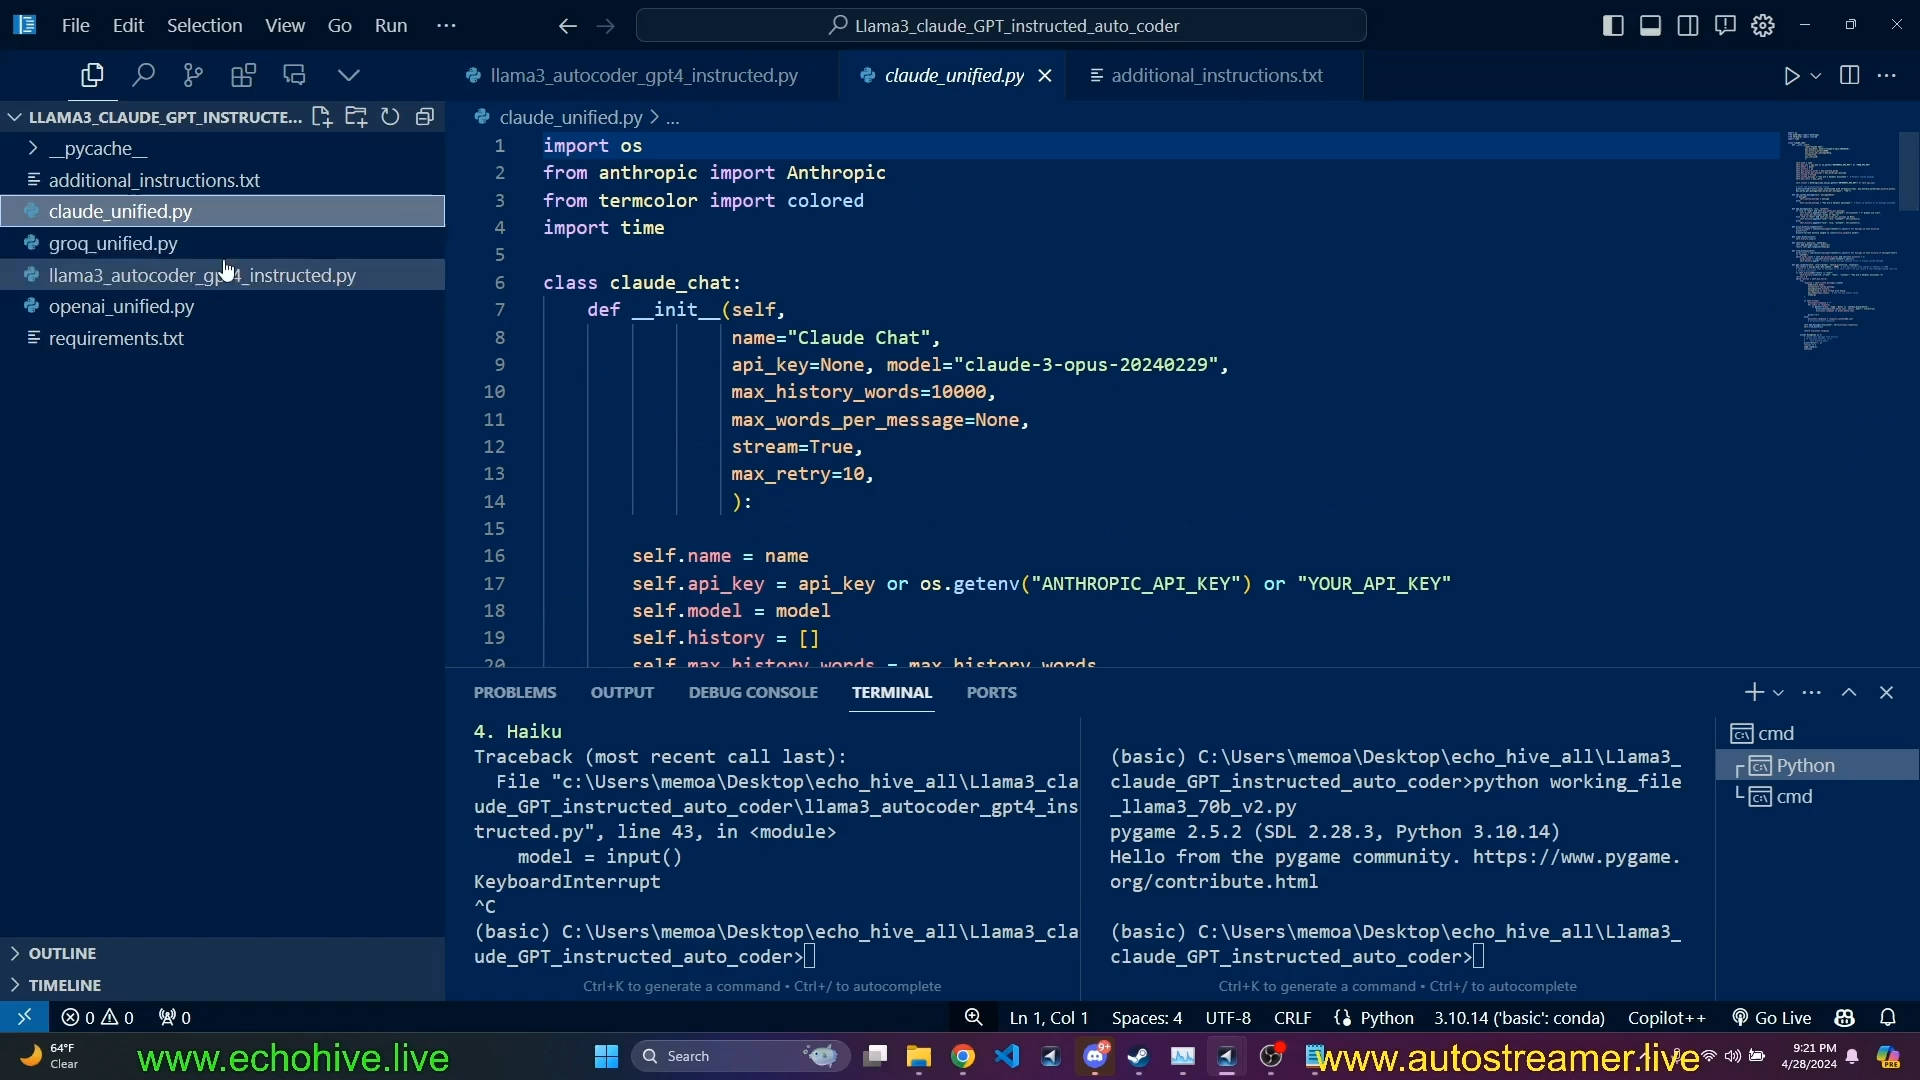 File Edit Selection View Go Run ···
Llama3_claude_GPT_instructed_auto_coder
llama3_autocoder_gpt4_instructed.py claude_unified.py additional_instructions.txt
LLAMA3_CLAUDE_GPT_INSTRUCTE...
__pycache__
additional_instructions.txt
claude_unified.py
groq_unified.py
llama3_autocoder_gpt4_instructed.py
openai_unified.py
requirements.txt
OUTLINE
TIMELINE
claude_unified.py > ...
1 import os
2 from anthropic import Anthropic
3 from termcolor import colored
4 import time
5
6 class claude_chat:
7 def __init__(self,
8 name="Claude Chat",
9 api_key=None, model="claude-3-opus-20240229",
10 max_history_words=10000,
11 max_words_per_message=None,
12 stream=True,
13 max_retry=10,
14 ):
15
16 self.name = name
17 self.api_key = api_key or os.getenv("ANTHROPIC_API_KEY") or "YOUR_API_KEY"
18 self.model = model
19 self.history = []
20 self.max_history_words = max_history_words
PROBLEMS OUTPUT DEBUG CONSOLE TERMINAL PORTS
4. Haiku
Traceback (most recent call last):
File "c:\Users\memoa\Desktop\echo_hive_all\Llama3_cla
ude_GPT_instructed_auto_coder\llama3_autocoder_gpt4_ins
tructed.py", line 43, in <module>
model = input()
KeyboardInterrupt
^C
(basic) C:\Users\memoa\Desktop\echo_hive_all\Llama3_cla
ude_GPT_instructed_auto_coder>
Ctrl+K to generate a command • Ctrl+/ to autocomplete
(basic) C:\Users\memoa\Desktop\echo_hive_all\Llama3_
claude_GPT_instructed_auto_coder>python working_file
_llama3_70b_v2.py
pygame 2.5.2 (SDL 2.28.3, Python 3.10.14)
Hello from the pygame community. https://www.pygame.
org/contribute.html
(basic) C:\Users\memoa\Desktop\echo_hive_all\Llama3_
claude_GPT_instructed_auto_coder>
Ctrl+K to generate a command • Ctrl+/ to autocomplete
cmd
Python
cmd
0 0 0 Ln 1, Col 1 Spaces: 4 UTF-8 CRLF Python 3.10.14 ('basic': conda) Copilot++ Go Live
64°F
Clear
www.echohive.live
Search
www.autostreamer.live
9:21 PM
4/28/2024